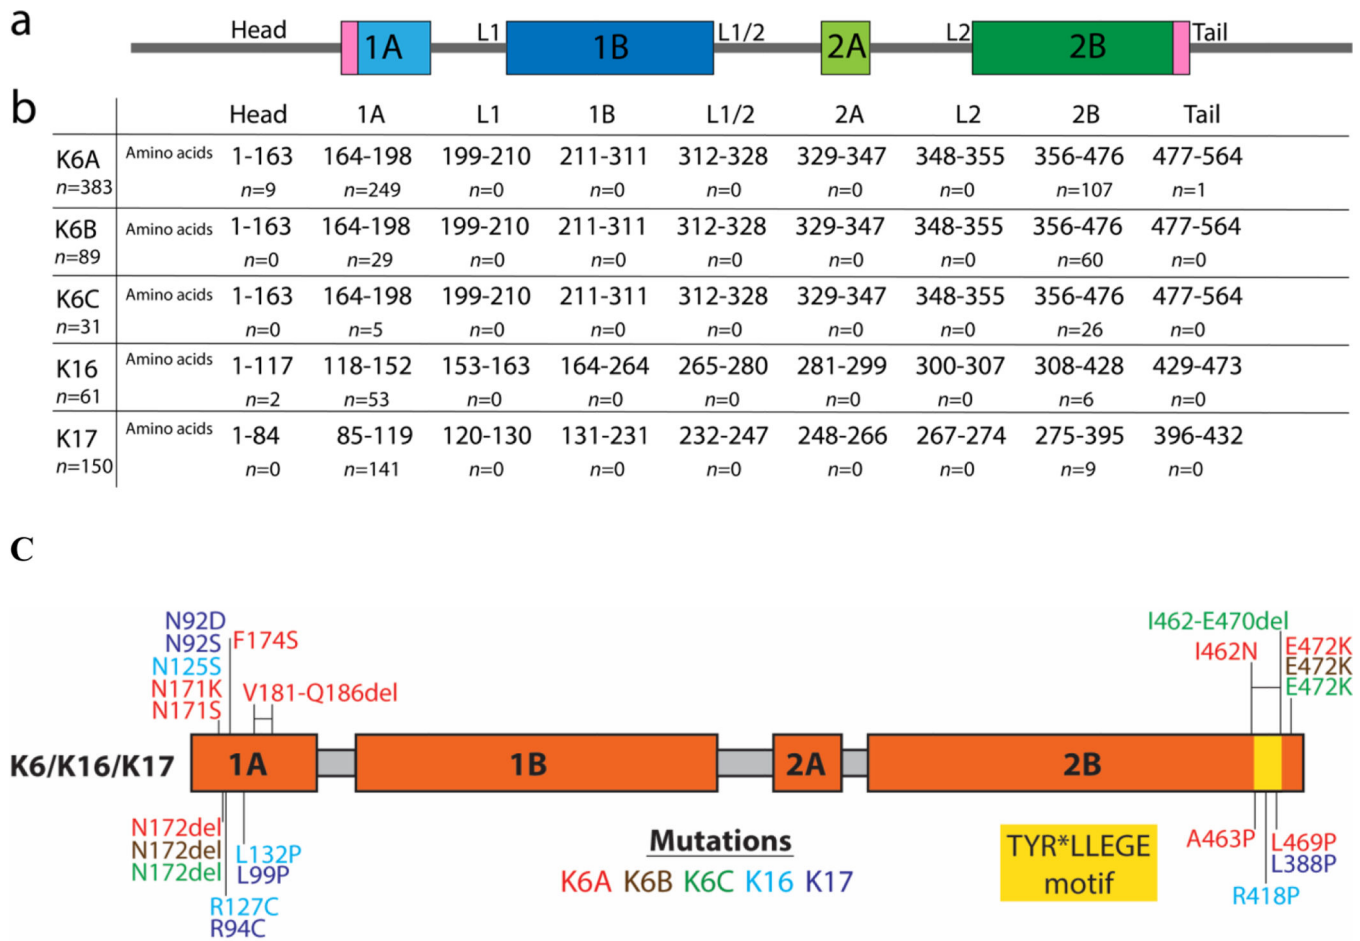 a
Head 1A L1 1B L1/2 2A L2 2B Tail
b
Head 1A L1 1B L1/2 2A L2 2B Tail
K6A Amino acids 1-163 164-198 199-210 211-311 312-328 329-347 348-355 356-476 477-564
n=383 n=9 n=249 n=0 n=0 n=0 n=0 n=0 n=107 n=1
K6B Amino acids 1-163 164-198 199-210 211-311 312-328 329-347 348-355 356-476 477-564
n=89 n=0 n=29 n=0 n=0 n=0 n=0 n=0 n=60 n=0
K6C Amino acids 1-163 164-198 199-210 211-311 312-328 329-347 348-355 356-476 477-564
n=31 n=0 n=5 n=0 n=0 n=0 n=0 n=0 n=26 n=0
K16 Amino acids 1-117 118-152 153-163 164-264 265-280 281-299 300-307 308-428 429-473
n=61 n=2 n=53 n=0 n=0 n=0 n=0 n=0 n=6 n=0
K17 Amino acids 1-84 85-119 120-130 131-231 232-247 248-266 267-274 275-395 396-432
n=150 n=0 n=141 n=0 n=0 n=0 n=0 n=0 n=9 n=0
C
N92D
N92S
F174S
N125S
N171K
N171S
V181-Q186del
I462-E470del
I462N
E472K
E472K
E472K
K6/K16/K17 1A 1B 2A 2B
N172del
N172del
N172del
L132P
L99P
R127C
R94C
Mutations
K6A K6B K6C K16 K17
TYR*LLEGE
motif
A463P
L469P
L388P
R418P